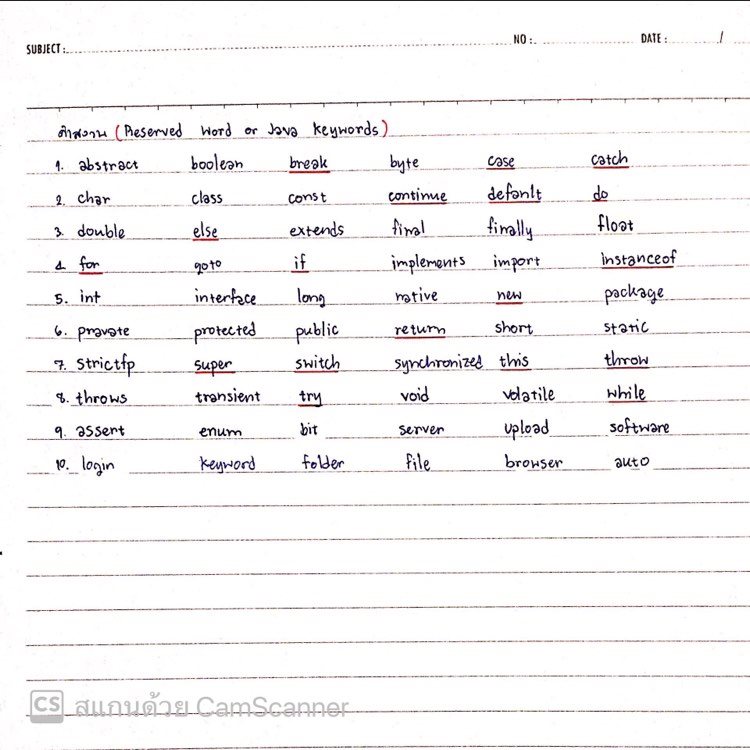 SUBJECT: NO: DATE: /
คำสงวน (Reserved word or Java keywords)
1. abstract boolean break byte case catch
2. char class const continue default do
3. double else extends final finally float
4. for goto if implements import instanceof
5. int interface long native new package
6. pravate protected public return short static
7. strictfp super switch synchronized this throw
8. throws transient try void volatile while
9. assert enum bit server upload software
10. login keyword folder file browser auto
CS สแกนด้วย CamScanner